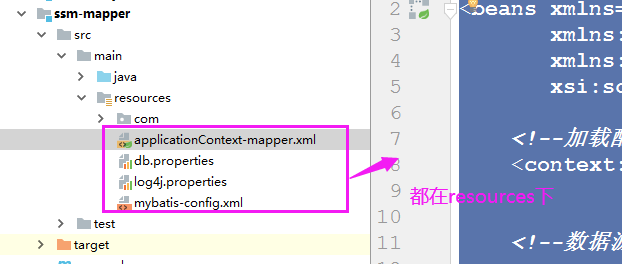 ssm-mapper
src
main
java
resources
com
applicationContext-mapper.xml
db.properties
log4j.properties
mybatis-config.xml
test
target
2 <beans xmlns=
3 xmlns:
4 xmlns:
5 xsi:sc
6
7 <!--加载配
8 <context:
9 都在resources下
10
11 <!--数据源